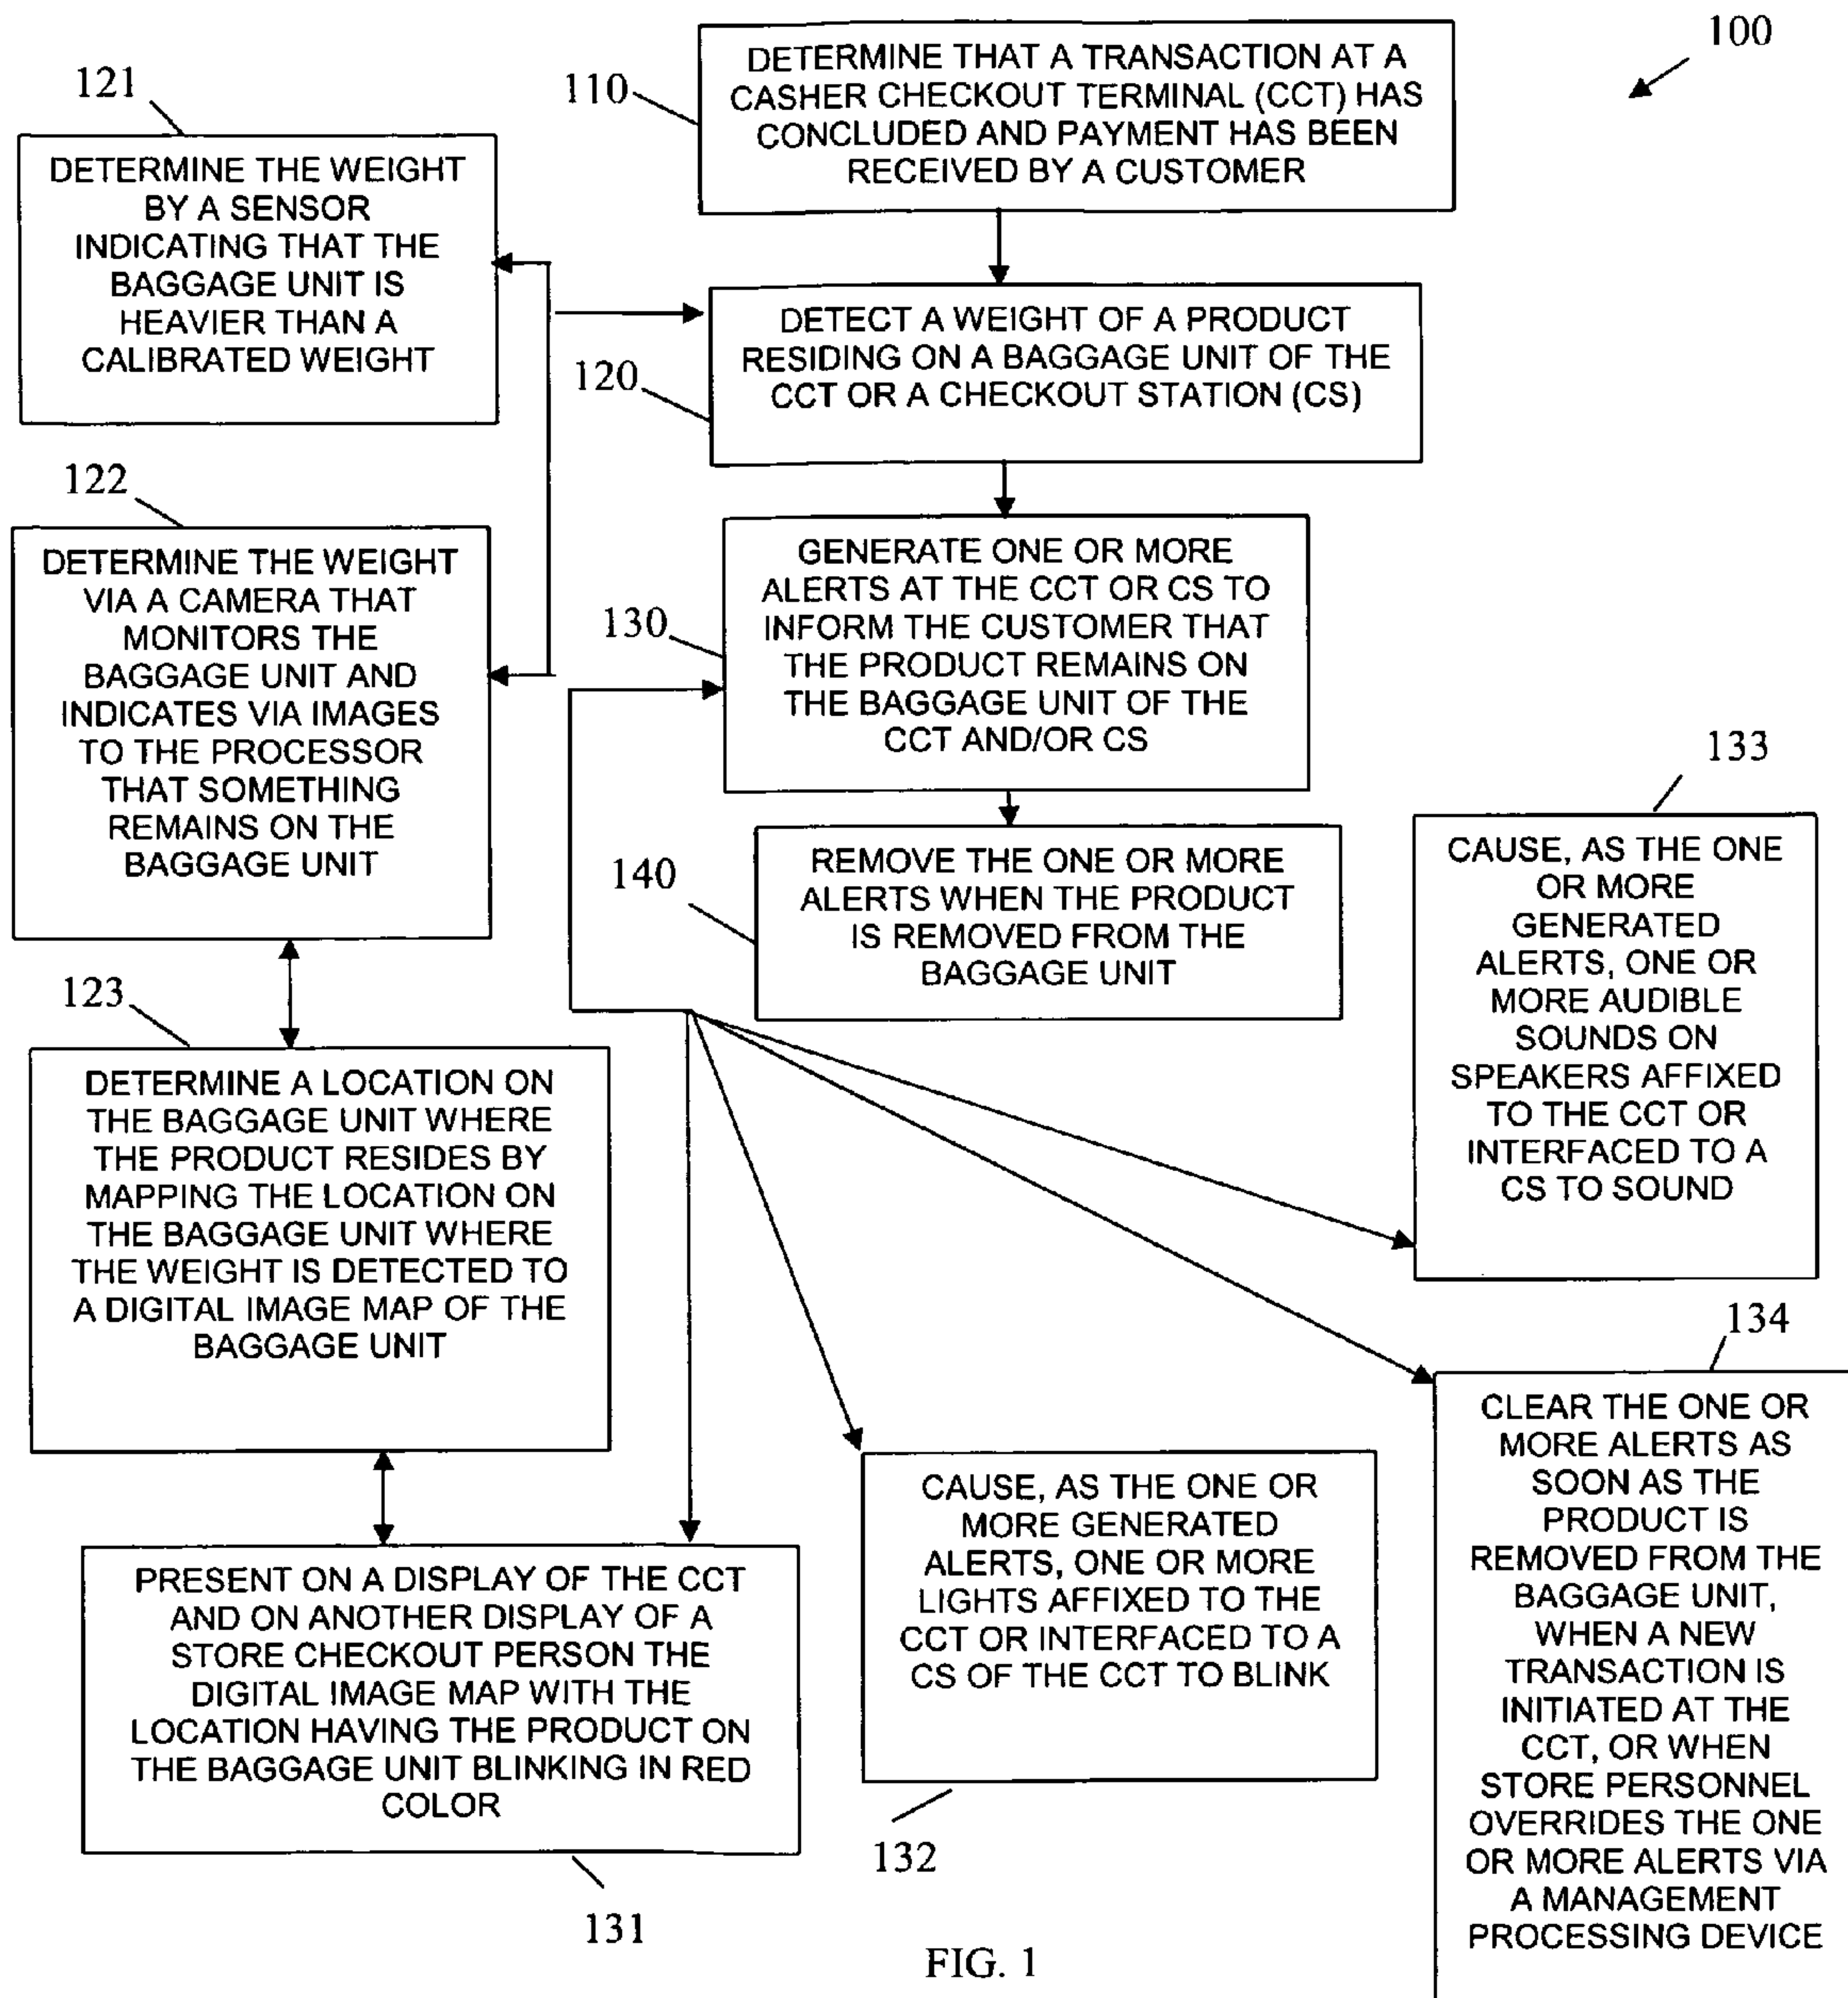 100
110
DETERMINE THAT A TRANSACTION AT A
CASHER CHECKOUT TERMINAL (CCT) HAS
CONCLUDED AND PAYMENT HAS BEEN
RECEIVED BY A CUSTOMER
121
DETERMINE THE WEIGHT
BY A SENSOR
INDICATING THAT THE
BAGGAGE UNIT IS
HEAVIER THAN A
CALIBRATED WEIGHT
120
DETECT A WEIGHT OF A PRODUCT
RESIDING ON A BAGGAGE UNIT OF THE
CCT OR A CHECKOUT STATION (CS)
122
DETERMINE THE WEIGHT
VIA A CAMERA THAT
MONITORS THE
BAGGAGE UNIT AND
INDICATES VIA IMAGES
TO THE PROCESSOR
THAT SOMETHING
REMAINS ON THE
BAGGAGE UNIT
130
GENERATE ONE OR MORE
ALERTS AT THE CCT OR CS TO
INFORM THE CUSTOMER THAT
THE PRODUCT REMAINS ON
THE BAGGAGE UNIT OF THE
CCT AND/OR CS
140
REMOVE THE ONE OR MORE
ALERTS WHEN THE PRODUCT
IS REMOVED FROM THE
BAGGAGE UNIT
133
CAUSE, AS THE ONE
OR MORE
GENERATED
ALERTS, ONE OR
MORE AUDIBLE
SOUNDS ON
SPEAKERS AFFIXED
TO THE CCT OR
INTERFACED TO A
CS TO SOUND
123
DETERMINE A LOCATION ON
THE BAGGAGE UNIT WHERE
THE PRODUCT RESIDES BY
MAPPING THE LOCATION ON
THE BAGGAGE UNIT WHERE
THE WEIGHT IS DETECTED TO
A DIGITAL IMAGE MAP OF THE
BAGGAGE UNIT
134
CLEAR THE ONE OR
MORE ALERTS AS
SOON AS THE
PRODUCT IS
REMOVED FROM THE
BAGGAGE UNIT,
WHEN A NEW
TRANSACTION IS
INITIATED AT THE
CCT, OR WHEN
STORE PERSONNEL
OVERRIDES THE ONE
OR MORE ALERTS VIA
A MANAGEMENT
PROCESSING DEVICE
PRESENT ON A DISPLAY OF THE CCT
AND ON ANOTHER DISPLAY OF A
STORE CHECKOUT PERSON THE
DIGITAL IMAGE MAP WITH THE
LOCATION HAVING THE PRODUCT ON
THE BAGGAGE UNIT BLINKING IN RED
COLOR
131
CAUSE, AS THE ONE OR
MORE GENERATED
ALERTS, ONE OR MORE
LIGHTS AFFIXED TO THE
CCT OR INTERFACED TO A
CS OF THE CCT TO BLINK
132
FIG. 1